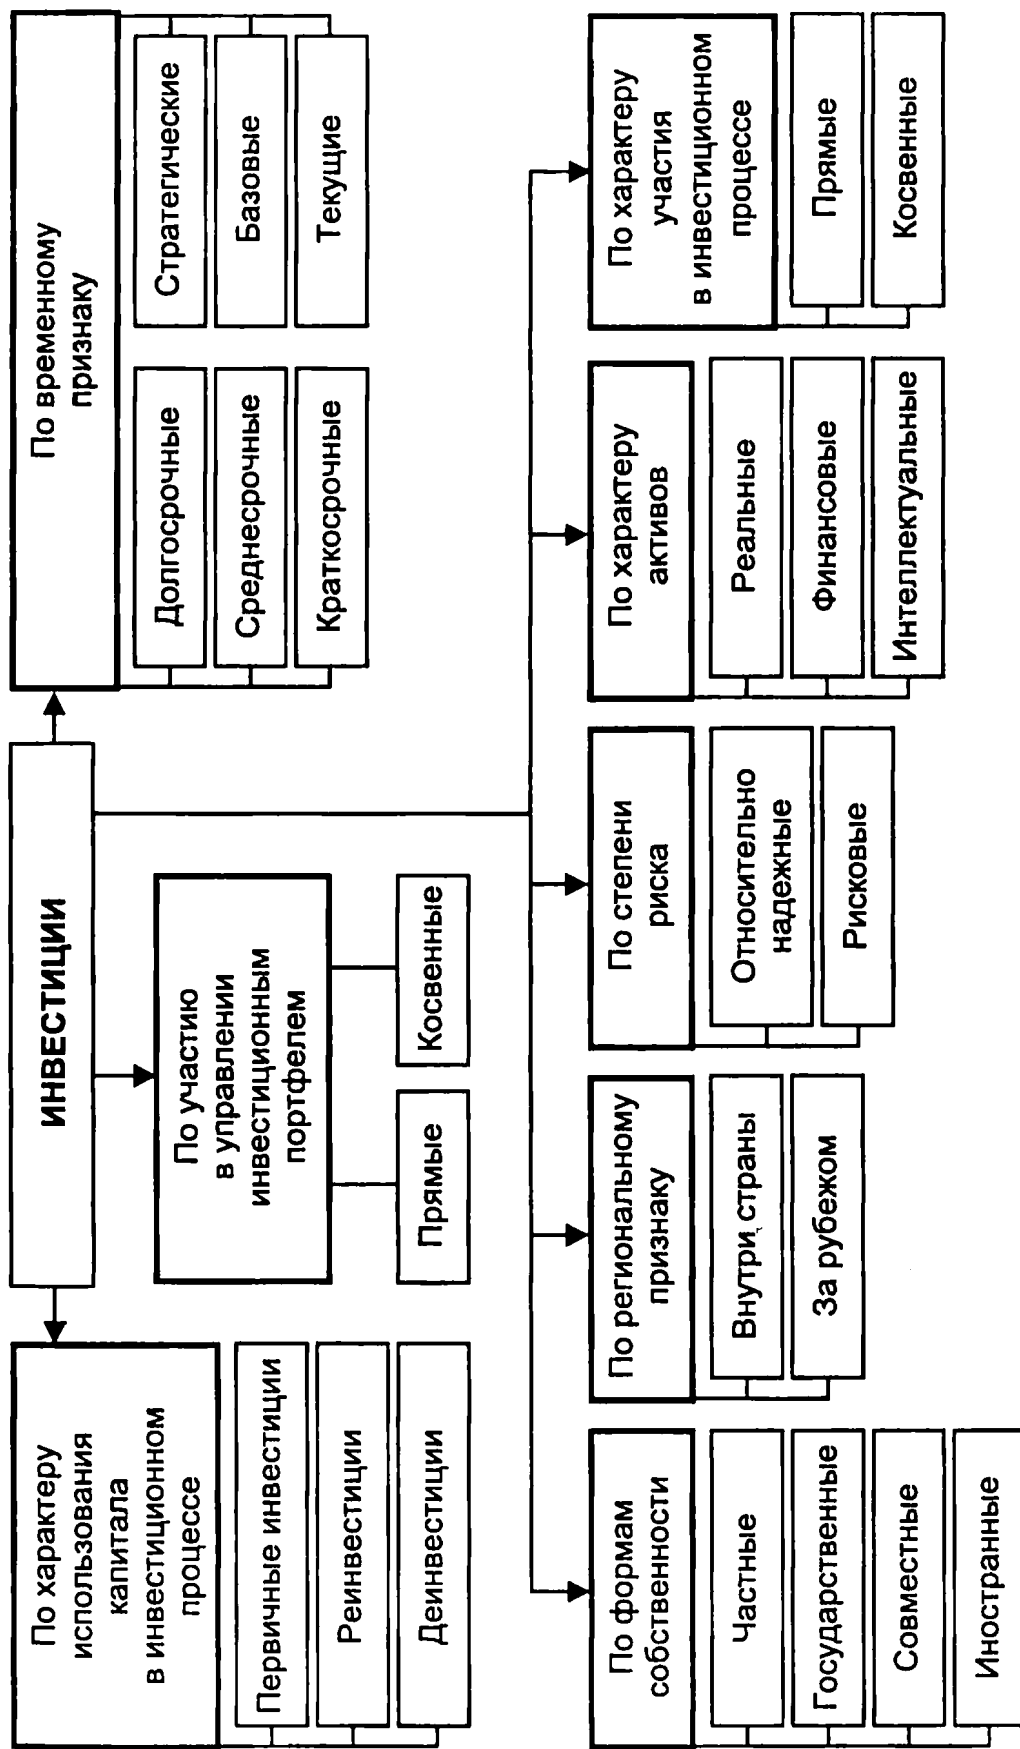 ИНВЕСТИЦИИ
По характеру
использования
капитала
в инвестиционном
процессе
Первичные инвестиции
Реинвестиции
Деинвестиции
По участию
в управлении
инвестиционным
портфелем
Прямые
Косвенные
По временному
признаку
Долгосрочные
Среднесрочные
Краткосрочные
Стратегические
Базовые
Текущие
По формам
собственности
Частные
Государственные
Совместные
Иностранные
По региональному
признаку
Внутри страны
За рубежом
По степени
риска
Относительно
надежные
Рисковые
По характеру
активов
Реальные
Финансовые
Интеллектуальные
По характеру
участия
в инвестиционном
процессе
Прямые
Косвенные